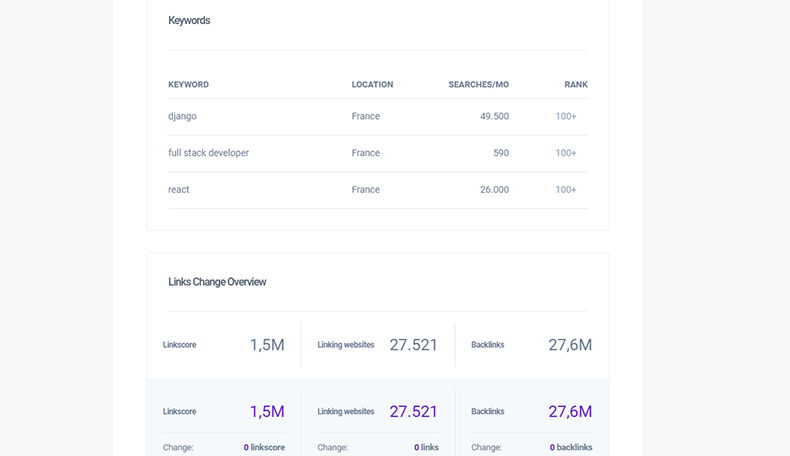 Keywords
KEYWORD LOCATION SEARCHES/MO RANK
django France 49.500 100+
full stack developer France 590 100+
react France 26.000 100+
Links Change Overview
Linkscore 1,5M Linking websites 27.521 Backlinks 27,6M
Linkscore 1,5M Linking websites 27.521 Backlinks 27,6M
Change: 0 linkscore Change: 0 links Change: 0 backlinks